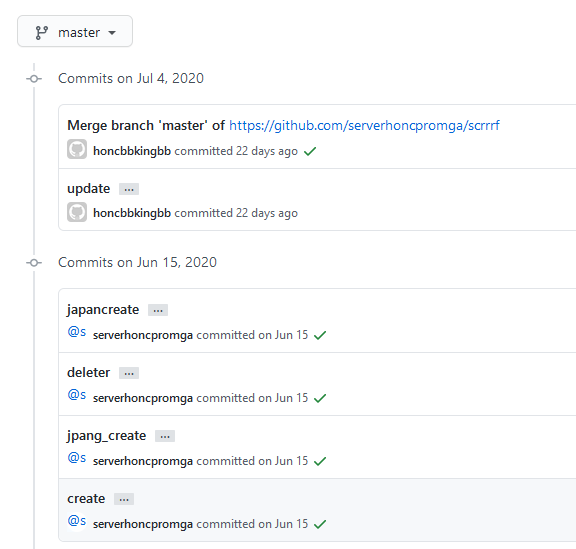 master
Commits on Jul 4, 2020
Merge branch 'master' of https://github.com/serverhoncpromga/scrrrf
honcbbkingbb committed 22 days ago
update ...
honcbbkingbb committed 22 days ago
Commits on Jun 15, 2020
japancreate ...
@s serverhoncpromga committed on Jun 15
deleter ...
@s serverhoncpromga committed on Jun 15
jpang_create ...
@s serverhoncpromga committed on Jun 15
create ...
@s serverhoncpromga committed on Jun 15